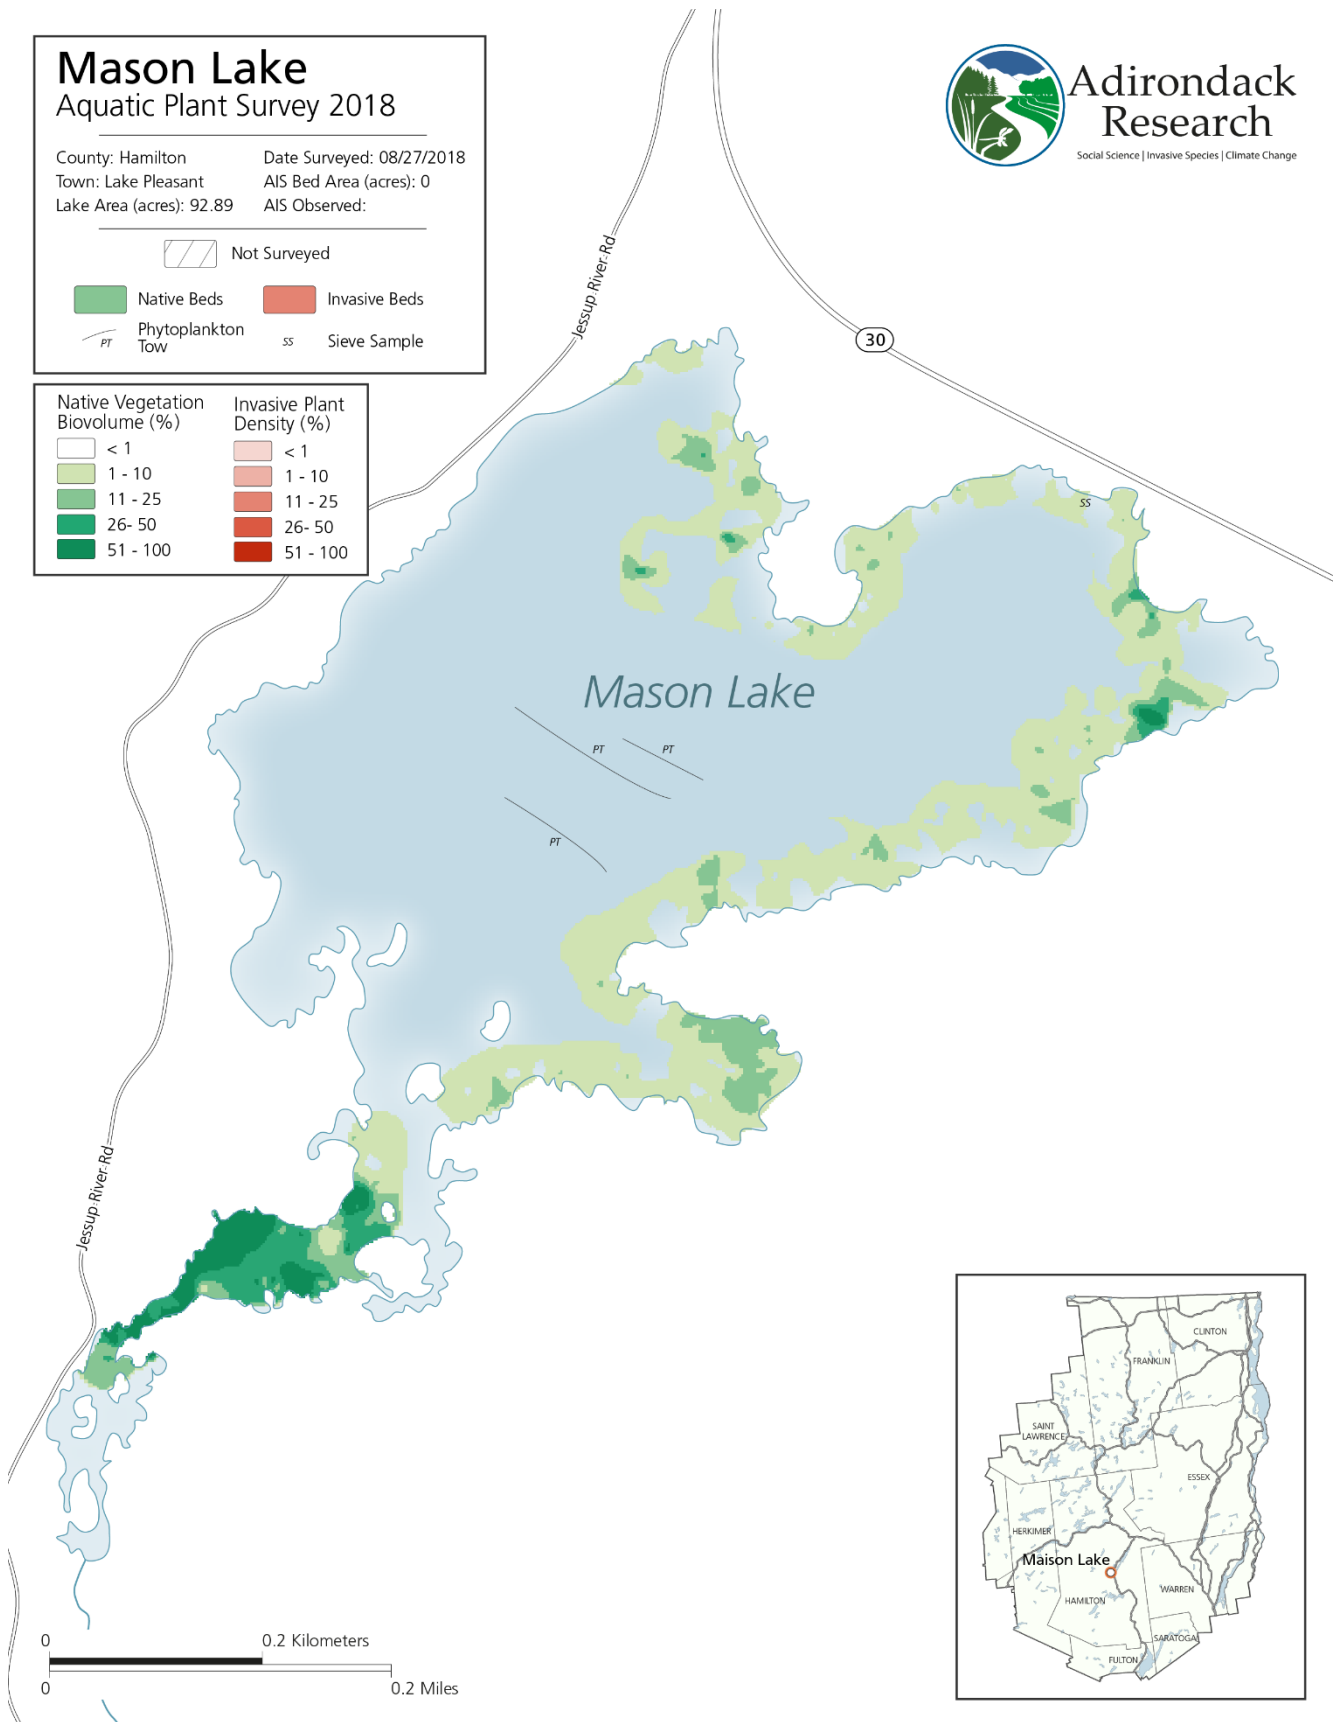 Mason Lake
Aquatic Plant Survey 2018
County: Hamilton
Date Surveyed: 08/27/2018
Town: Lake Pleasant
AIS Bed Area (acres): 0
Lake Area (acres): 92.89
AIS Observed:
Not Surveyed
Native Beds
Invasive Beds
PT
Phytoplankton
Tow
SS
Sieve Sample
Native Vegetation
Biovolume (%)
< 1
1 - 10
11 - 25
26- 50
51 - 100
Invasive Plant
Density (%)
< 1
1 - 10
11 - 25
26- 50
51 - 100
Adirondack
Research
Social Science | Invasive Species | Climate Change
Jessup River Rd
30
SS
Mason Lake
PT
PT
PT
Jessup River Rd
CLINTON
FRANKLIN
SAINT
LAWRENCE
ESSEX
HERKIMER
Maison Lake
HAMILTON
WARREN
SARATOGA
FULTON
0
0.2 Kilometers
0
0.2 Miles